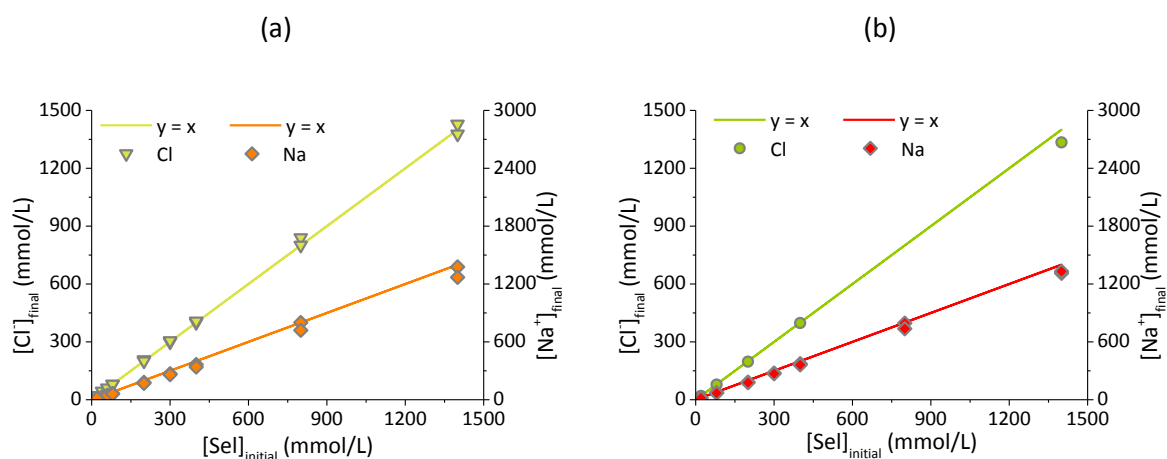 (a)
y = x y = x
Cl Na
1500
1200
900
600
300
0
3000
2400
1800
1200
600
0
[Cl⁻]final (mmol/L)
[Na⁺]final (mmol/L)
0 300 600 900 1200 1500
[Sel]initial (mmol/L)
(b)
y = x y = x
Cl Na
1500
1200
900
600
300
0
3000
2400
1800
1200
600
0
[Cl⁻]final (mmol/L)
[Na⁺]final (mmol/L)
0 300 600 900 1200 1500
[Sel]initial (mmol/L)